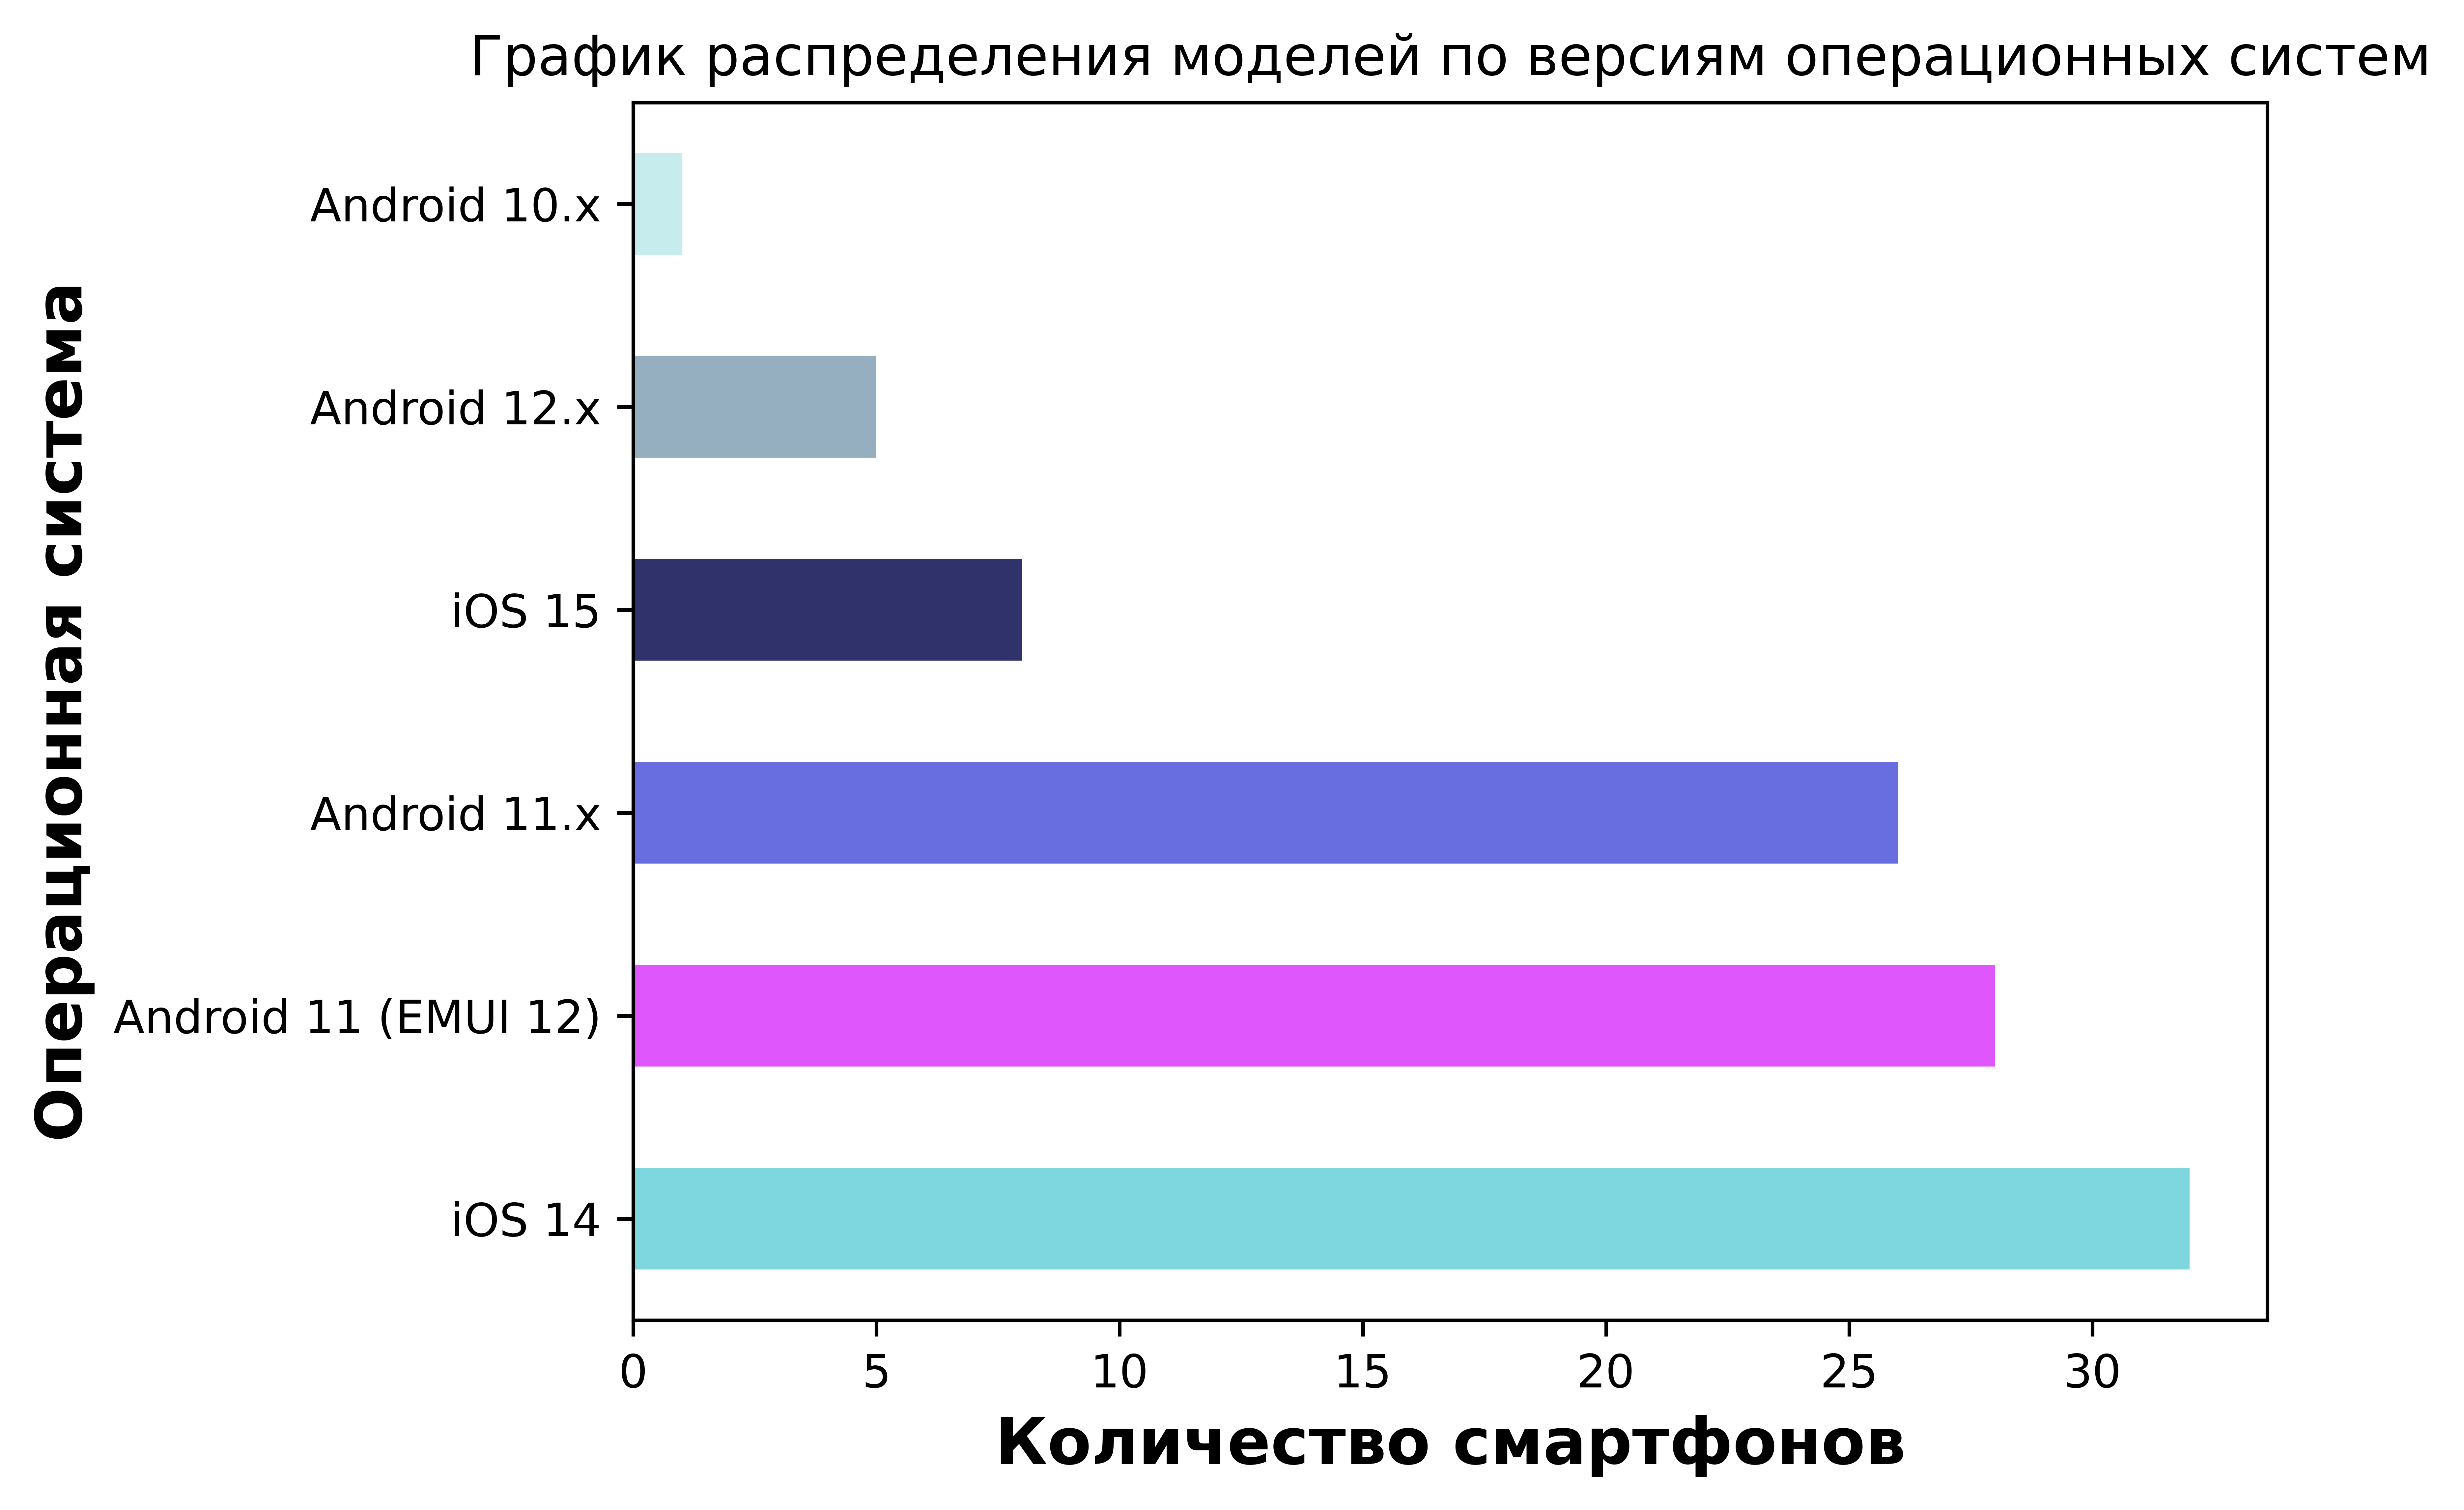 График распределения моделей по версиям операционных систем
Операционная система
Android 10.x
Android 12.x
iOS 15
Android 11.x
Android 11 (EMUI 12)
iOS 14
0 5 10 15 20 25 30
Количество смартфонов